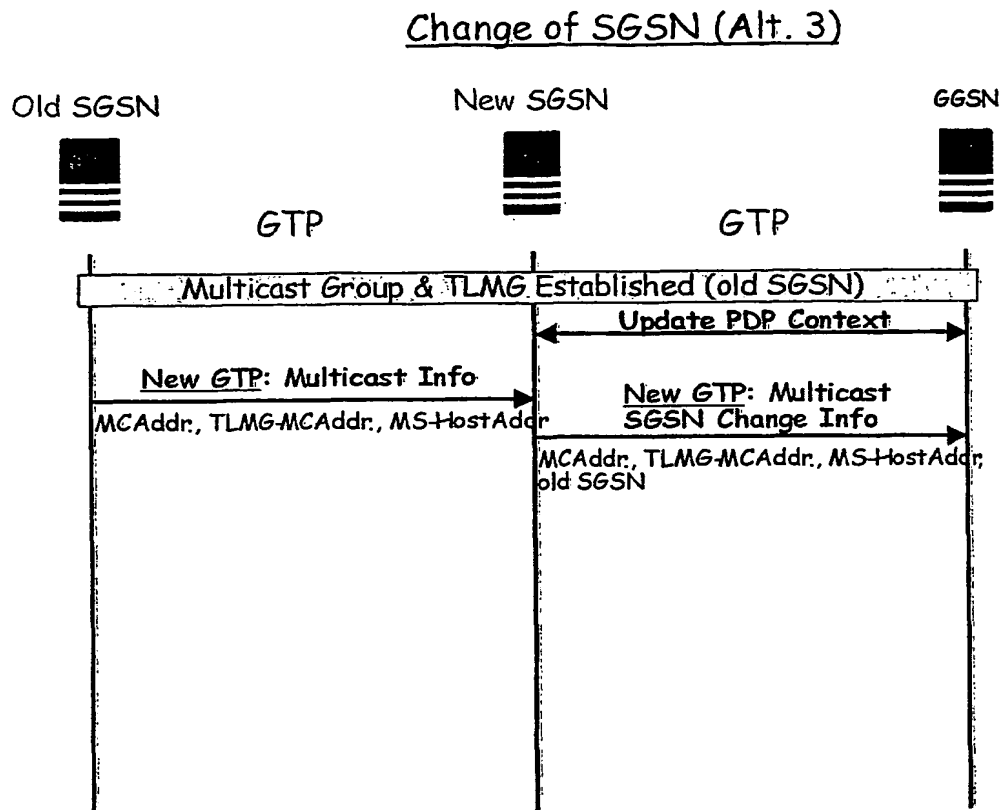 Change of SGSN (Alt. 3)
Old SGSN
New SGSN
GGSN
GTP
GTP
Multicast Group & TLMG Established (old SGSN)
Update PDP Context
New GTP: Multicast Info
MCAddr., TLMG-MCAddr., MS-HostAddr
New GTP: Multicast
SGSN Change Info
MCAddr., TLMG-MCAddr., MS-HostAddr,
old SGSN